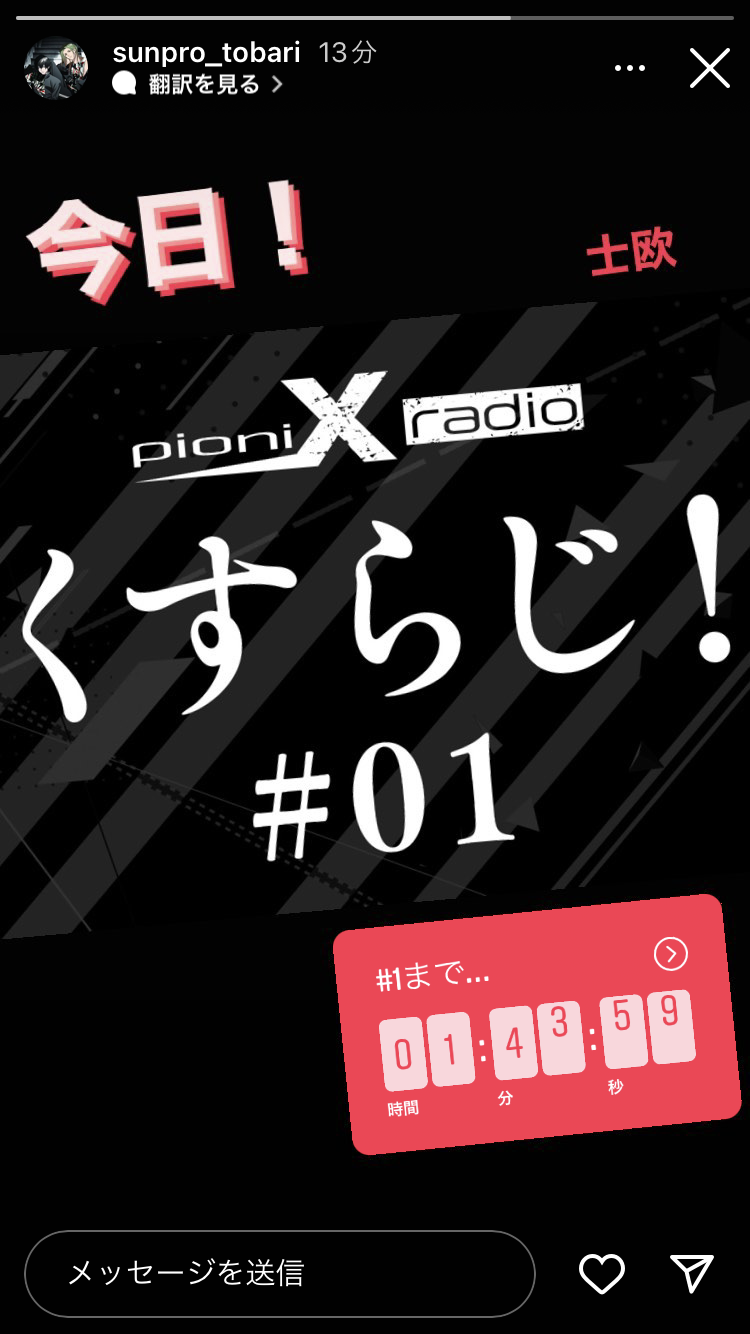 sunpro_tobari 13分
翻訳を見る
今日！
士欧
pioniX radio
くすらじ！
#01
#1まで...
01:43:59
時間 分 秒
メッセージを送信